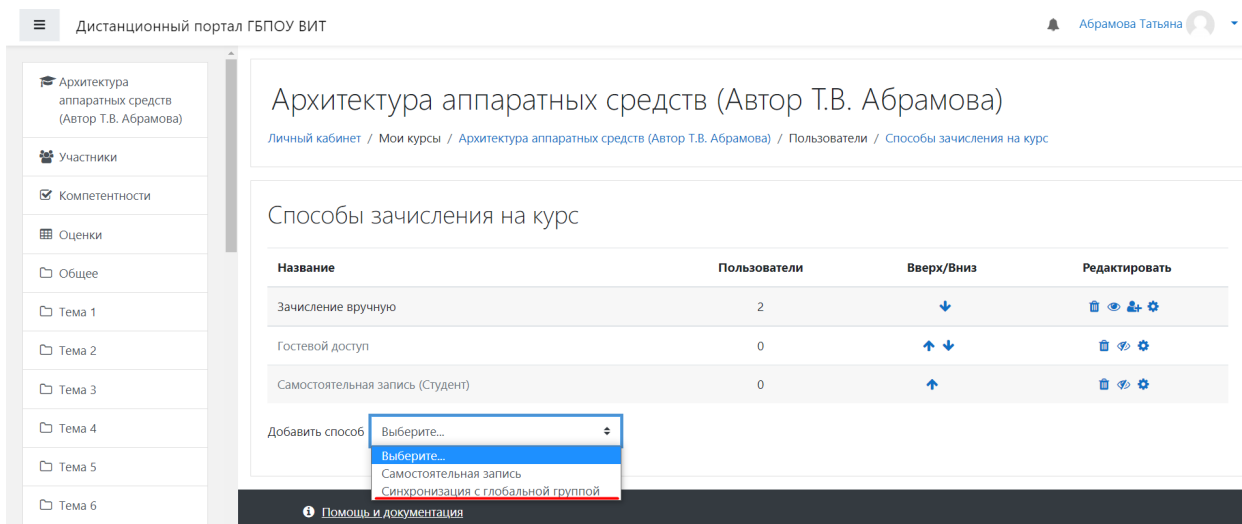 Дистанционный портал ГБПОУ ВИТ
Абрамова Татьяна
Архитектура
аппаратных средств
(Автор Т.В. Абрамова)
Участники
Компетентности
Оценки
Общее
Тема 1
Тема 2
Тема 3
Тема 4
Тема 5
Тема 6
Архитектура аппаратных средств (Автор Т.В. Абрамова)
Личный кабинет / Мои курсы / Архитектура аппаратных средств (Автор Т.В. Абрамова) / Пользователи / Способы зачисления на курс
Способы зачисления на курс
Название Пользователи Вверх/Вниз Редактировать
Зачисление вручную 2
Гостевой доступ 0
Самостоятельная запись (Студент) 0
Добавить способ Выберите...
Выберите...
Самостоятельная запись
Синхронизация с глобальной группой
Помощь и документация